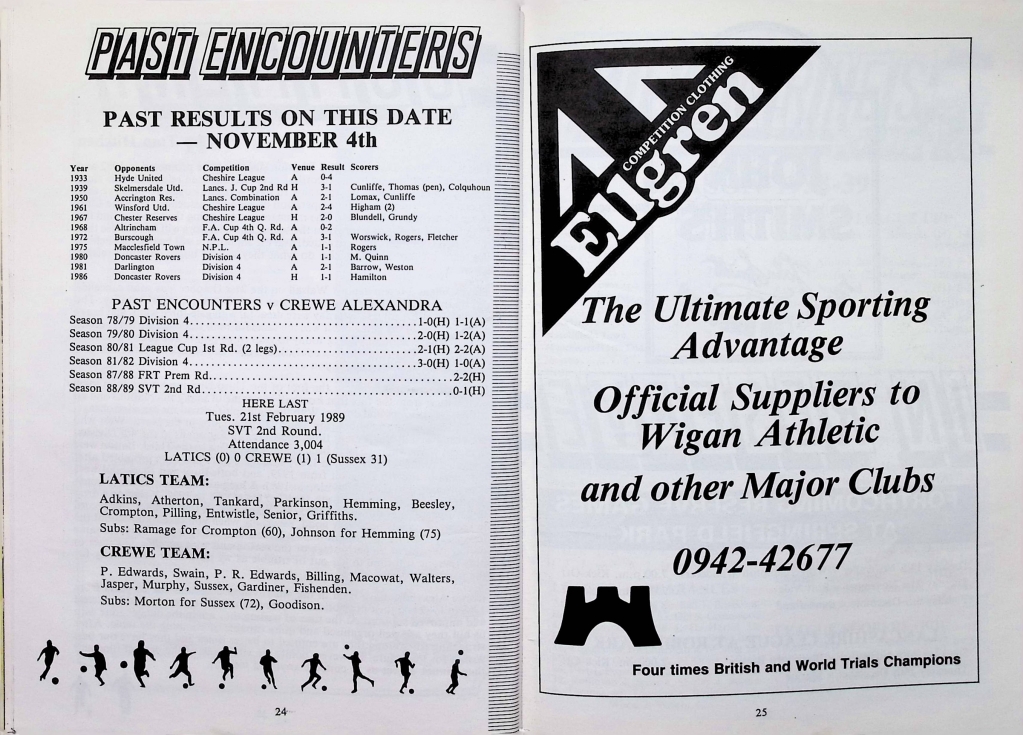 PAST ENCOUNTERS
PAST RESULTS ON THIS DATE
— NOVEMBER 4th
Year Opponents Competition Venue Result Scorers
1933 Hyde United Cheshire League A 0-4
1939 Skelmersdale Utd. Lancs. J. Cup 2nd Rd H 3-1 Cunliffe, Thomas (pen), Colquhoun
1950 Accrington Res. Lancs. Combination A 2-1 Lomax, Cunliffe
1961 Winsford Utd. Cheshire League A 2-4 Higham (2)
1967 Chester Reserves Cheshire League H 2-0 Blundell, Grundy
1968 Altrincham F.A. Cup 4th Q. Rd. A 0-2
1972 Burscough F.A. Cup 4th Q. Rd. A 3-1 Worswick, Rogers, Fletcher
1975 Macclesfield Town N.P.L. A 1-1 Rogers
1980 Doncaster Rovers Division 4 A 1-1 M. Quinn
1981 Darlington Division 4 A 2-1 Barrow, Weston
1986 Doncaster Rovers Division 4 H 1-1 Hamilton
PAST ENCOUNTERS v CREWE ALEXANDRA
Season 78/79 Division 4........................................1-0(H) 1-1(A)
Season 79/80 Division 4........................................2-0(H) 1-2(A)
Season 80/81 League Cup 1st Rd. (2 legs)........................2-1(H) 2-2(A)
Season 81/82 Division 4........................................3-0(H) 1-0(A)
Season 87/88 FRT Prem Rd...........................................2-2(H)
Season 88/89 SVT 2nd Rd............................................0-1(H)
HERE LAST
Tues. 21st February 1989
SVT 2nd Round.
Attendance 3,004
LATICS (0) 0 CREWE (1) 1 (Sussex 31)
LATICS TEAM:
Adkins, Atherton, Tankard, Parkinson, Hemming, Beesley,
Crompton, Pilling, Entwistle, Senior, Griffiths.
Subs: Ramage for Crompton (60), Johnson for Hemming (75)
CREWE TEAM:
P. Edwards, Swain, P. R. Edwards, Billing, Macowat, Walters,
Jasper, Murphy, Sussex, Gardiner, Fishenden.
Subs: Morton for Sussex (72), Goodison.
24
COMPETITION CLOTHING
Ellgren
The Ultimate Sporting
Advantage
Official Suppliers to
Wigan Athletic
and other Major Clubs
0942-42677
Four times British and World Trials Champions
25